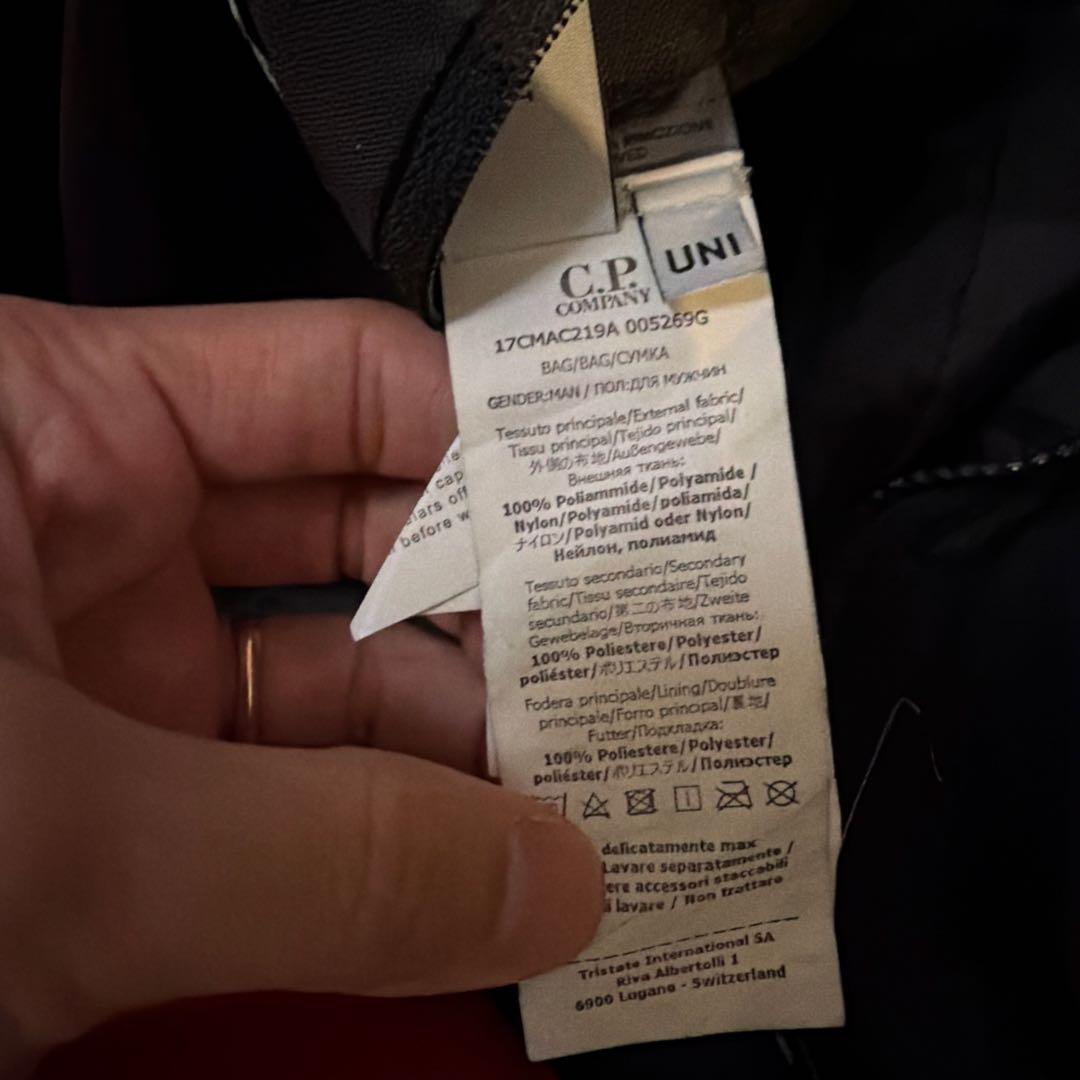 UNI
C.P.
COMPANY
17CMAC219A 005269G
BAG/BAG/СУМКА
GENDER:MAN / ПОЛ:ДЛЯ МУЖЧИН
Tessuto principale/External fabric/
Tissu principal/Tejido principal/
外側の布地/Außengewebe/
Внешняя ткань:
100% Poliammide/Polyamide /
Nylon/Polyamide/poliamida/
ナイロン/Polyamid oder Nylon/
Нейлон, полиамид
Tessuto secondario/Secondary
fabric/Tissu secondaire/Tejido
secundario/第二の布地/Zweite
Gewebelage/Вторичная ткань:
100% Poliestere/Polyester/
poliéster/ポリエステル/Полиэстер
Fodera principale/Lining/Doublure
principale/Forro principal/裏地/
Futter/Подкладка:
100% Poliestere/Polyester/
poliéster/ポリエステル/Полиэстер
delicatamente max
Lavare separatamente /
ere accessori staccabili
lavare / Non trattare
Tristate International SA
Riva Albertolli 1
6900 Lugano - Switzerland
cap
before w